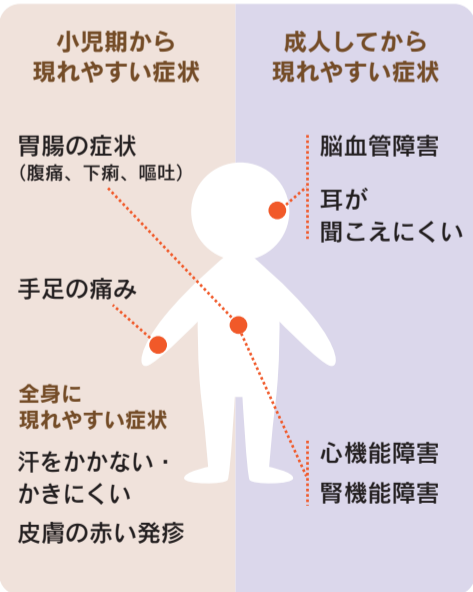 小児期から
現れやすい症状
胃腸の症状
（腹痛、下痢、嘔吐）
手足の痛み
全身に
現れやすい症状
汗をかかない・
かきにくい
皮膚の赤い発疹
成人してから
現れやすい症状
脳血管障害
耳が
聞こえにくい
心機能障害
腎機能障害